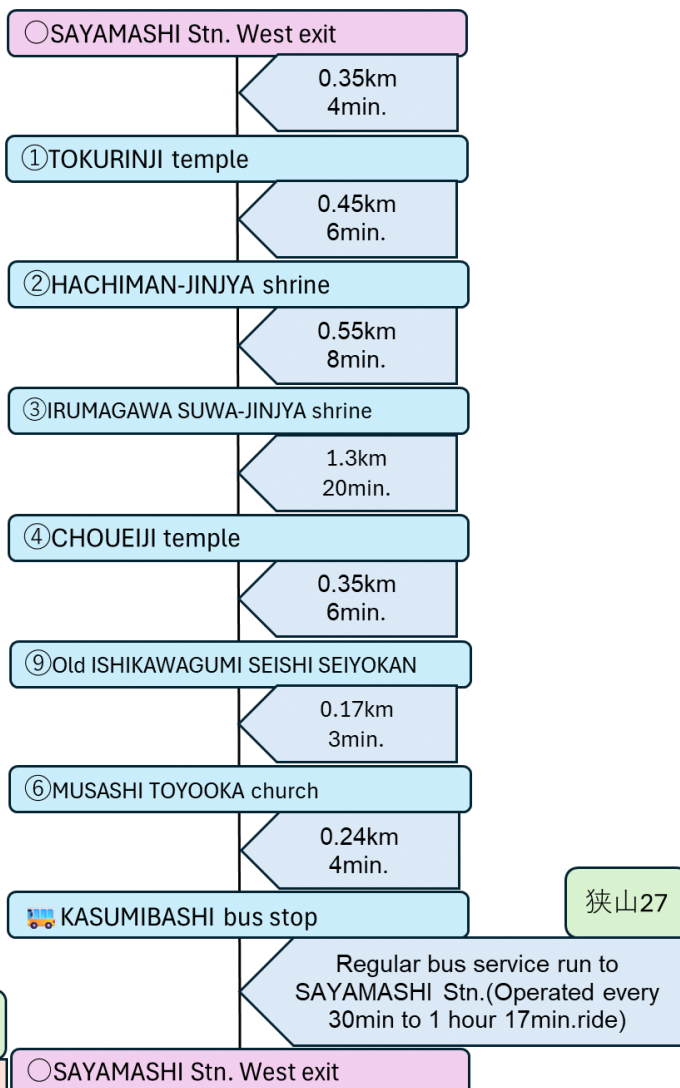 ○SAYAMASHI Stn. West exit
0.35km
4min.
①TOKURINJI temple
0.45km
6min.
②HACHIMAN-JINJYA shrine
0.55km
8min.
③IRUMAGAWA SUWA-JINJYA shrine
1.3km
20min.
④CHOUEIJI temple
0.35km
6min.
⑨Old ISHIKAWAGUMI SEISHI SEIYOKAN
0.17km
3min.
⑥MUSASHI TOYOOKA church
0.24km
4min.
狭山27
KASUMIBASHI bus stop
Regular bus service run to
SAYAMASHI Stn.(Operated every
30min to 1 hour 17min.ride)
○SAYAMASHI Stn. West exit